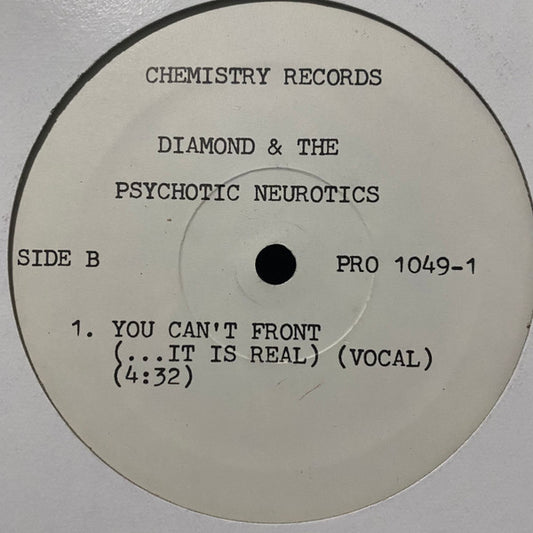 CHEMISTRY RECORDS
DIAMOND & THE
PSYCHOTIC NEUROTICS
SIDE B
PRO 1049-1
1. YOU CAN'T FRONT
(...IT IS REAL) (VOCAL)
(4:32)